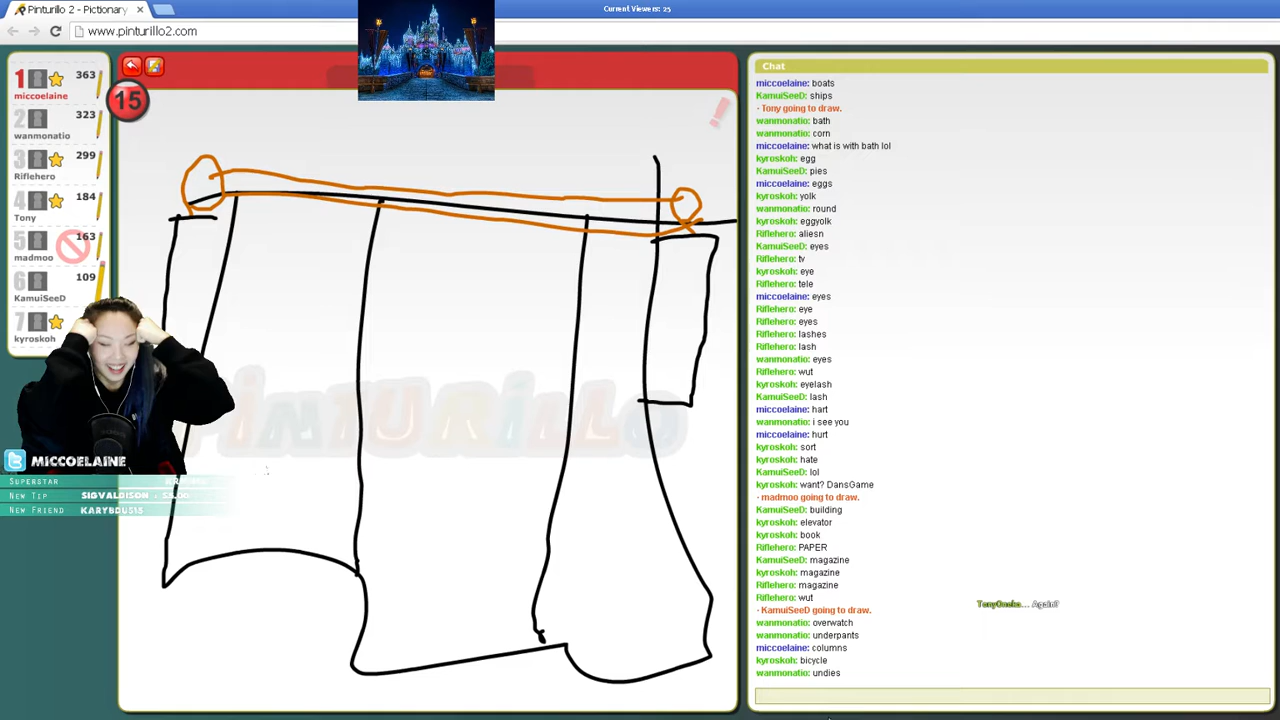 Pinturillo 2 - Pictionary
Current Viewers: 25
www.pinturillo2.com
1 363
miccoelaine
2 323
wanmonatio
3 299
Riflehero
4 184
Tony
5 163
madmoo
6 109
KamuiSeeD
7
kyroskoh
15
MICCOELAINE
SUPERSTAR
NEW TIP SIGVALDISON - $5.00
NEW FRIEND KARYBDUS13
Chat
miccoelaine: boats
KamuiSeeD: ships
· Tony going to draw.
wanmonatio: bath
wanmonatio: corn
miccoelaine: what is with bath lol
kyroskoh: egg
KamuiSeeD: pies
miccoelaine: eggs
kyroskoh: yolk
wanmonatio: round
kyroskoh: eggyolk
Riflehero: aliesn
KamuiSeeD: eyes
Riflehero: tv
kyroskoh: eye
Riflehero: tele
miccoelaine: eyes
Riflehero: eye
Riflehero: eyes
Riflehero: lashes
Riflehero: lash
wanmonatio: eyes
Riflehero: wut
kyroskoh: eyelash
KamuiSeeD: lash
miccoelaine: hart
wanmonatio: i see you
miccoelaine: hurt
kyroskoh: sort
kyroskoh: hate
KamuiSeeD: lol
kyroskoh: want? DansGame
· madmoo going to draw.
KamuiSeeD: building
kyroskoh: elevator
kyroskoh: book
Riflehero: PAPER
KamuiSeeD: magazine
kyroskoh: magazine
Riflehero: magazine
Riflehero: wut
· KamuiSeeD going to draw.
wanmonatio: overwatch
wanmonatio: underpants
miccoelaine: columns
kyroskoh: bicycle
wanmonatio: undies
Again?